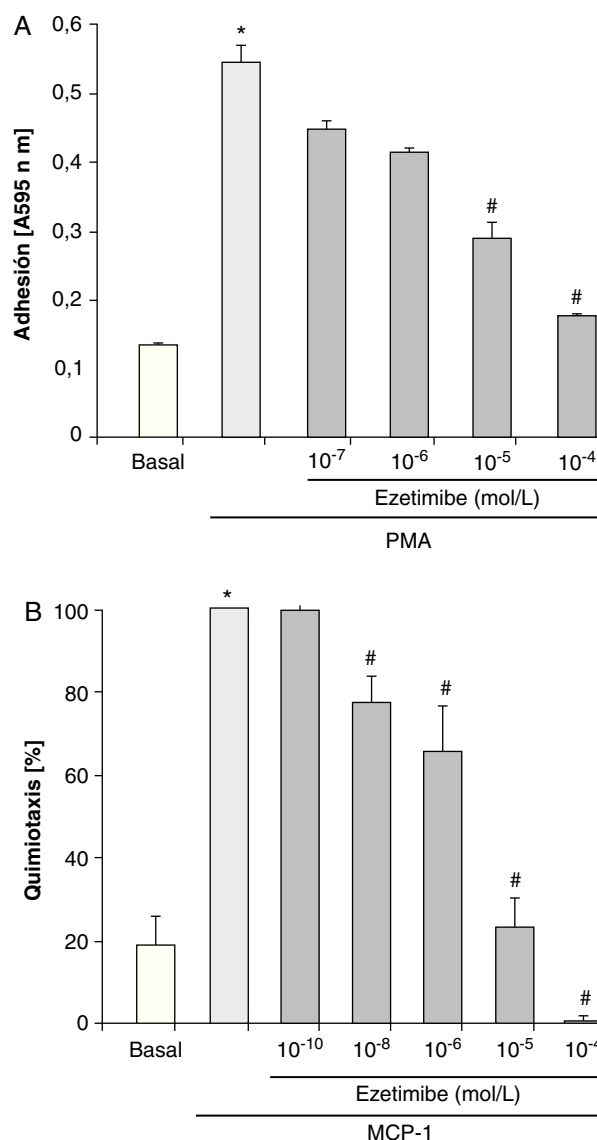 A
0,6
*
0,5
0,4
#
0,3
#
0,2
0,1
0
Adhesión [A595 n m]
Basal
10⁻⁷ 10⁻⁶ 10⁻⁵ 10⁻⁴
Ezetimibe (mol/L)
PMA
B
*
100
#
80
#
60
40
#
20
#
0
Quimiotaxis [%]
Basal
10⁻¹⁰ 10⁻⁸ 10⁻⁶ 10⁻⁵ 10⁻⁴
Ezetimibe (mol/L)
MCP-1